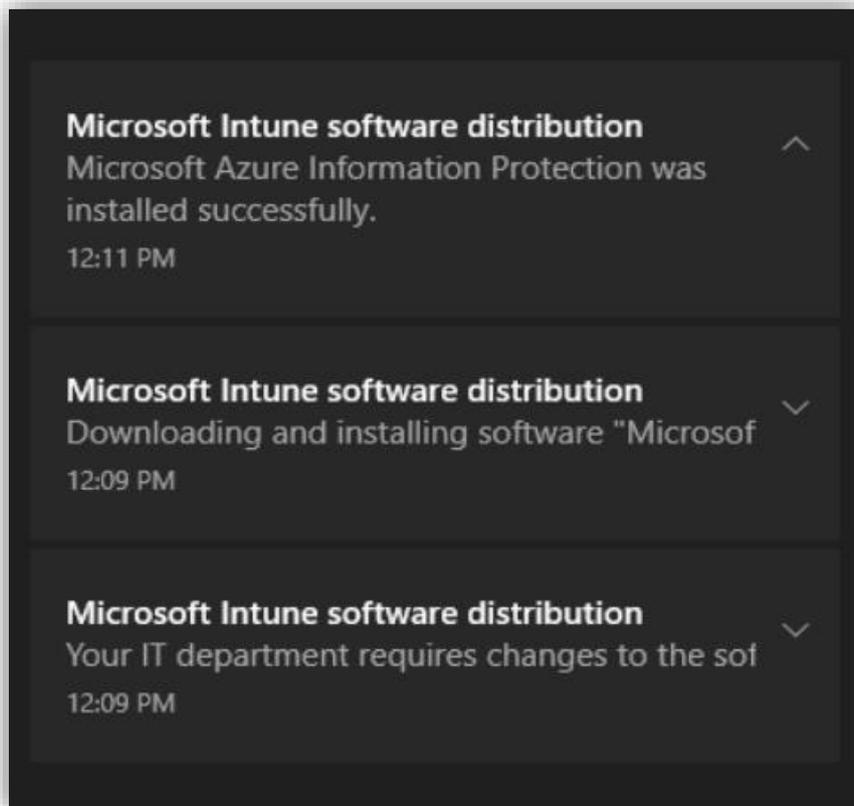 Microsoft Intune software distribution
Microsoft Azure Information Protection was
installed successfully.
12:11 PM
Microsoft Intune software distribution
Downloading and installing software "Microsof
12:09 PM
Microsoft Intune software distribution
Your IT department requires changes to the sof
12:09 PM